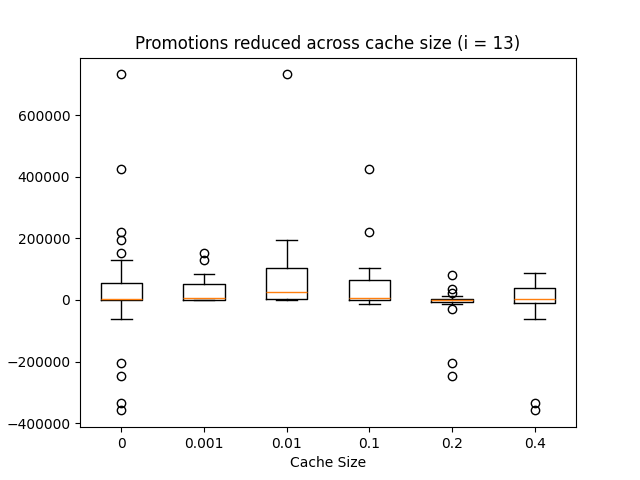 Promotions reduced across cache size (i = 13)
600000
400000
200000
0
−200000
−400000
0 0.001 0.01 0.1 0.2 0.4
Cache Size